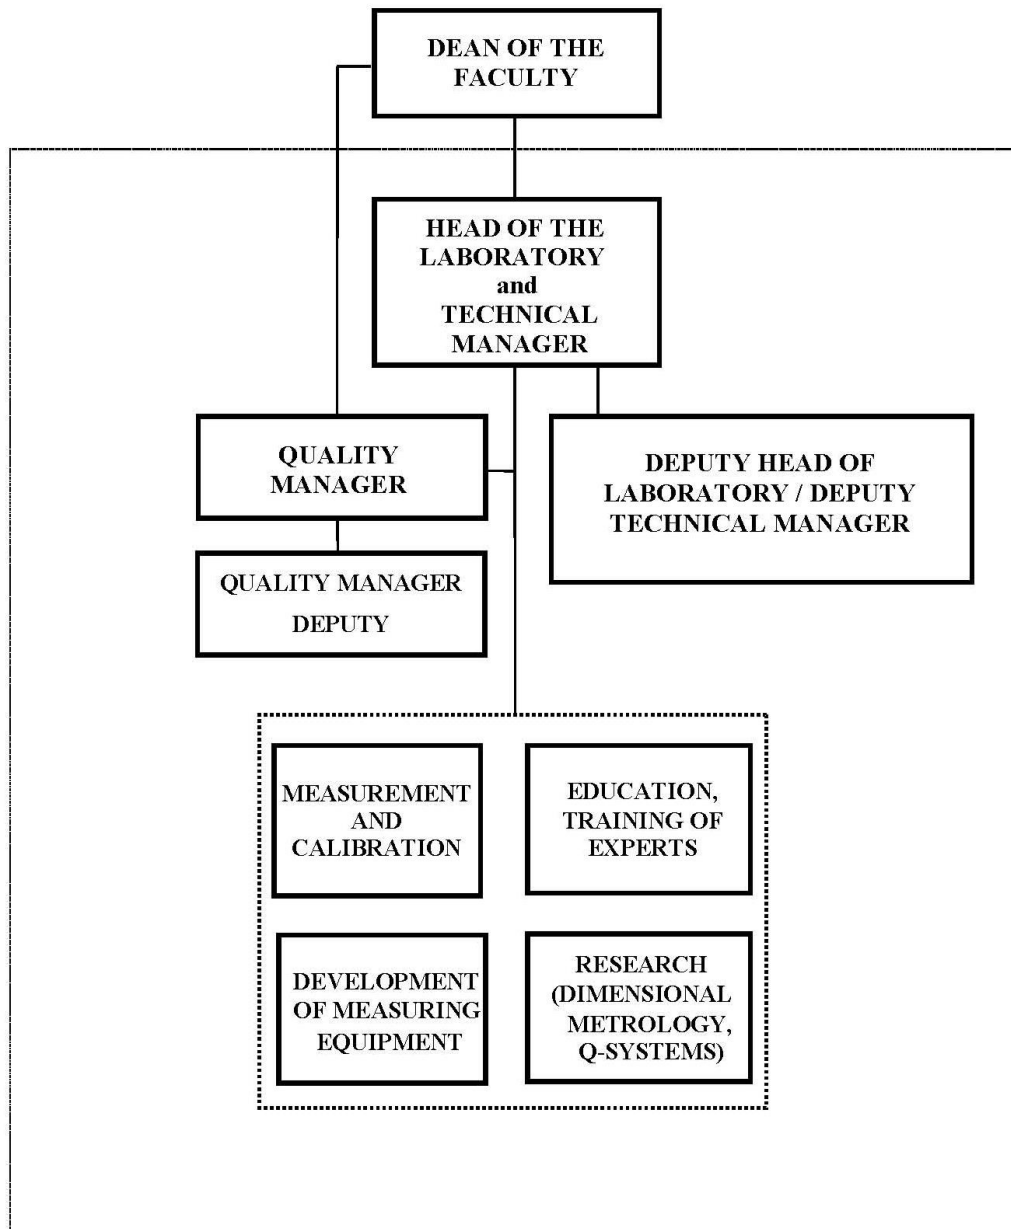 DEAN OF THE
FACULTY
HEAD OF THE
LABORATORY
and
TECHNICAL
MANAGER
QUALITY
MANAGER
DEPUTY HEAD OF
LABORATORY / DEPUTY
TECHNICAL MANAGER
QUALITY MANAGER
DEPUTY
MEASUREMENT
AND
CALIBRATION
EDUCATION,
TRAINING OF
EXPERTS
DEVELOPMENT
OF MEASURING
EQUIPMENT
RESEARCH
(DIMENSIONAL
METROLOGY,
Q-SYSTEMS)